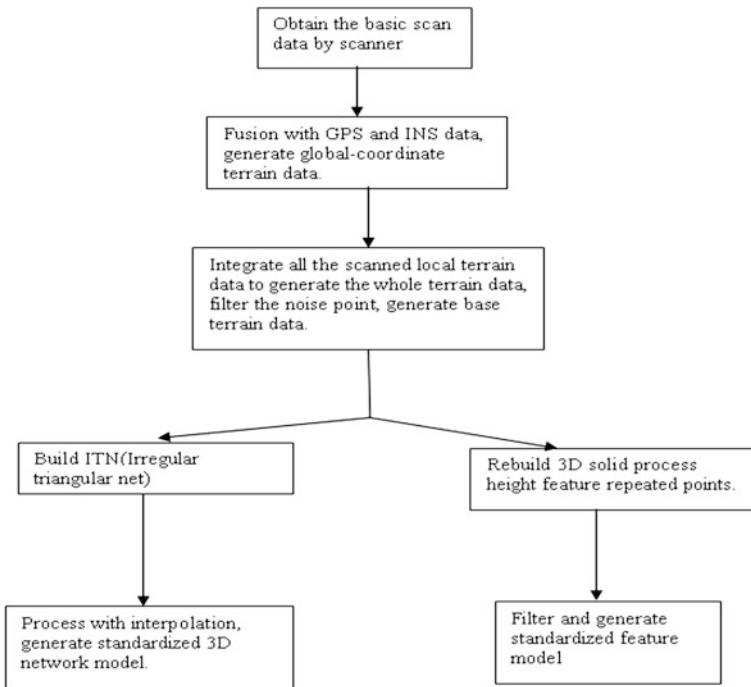 Obtain the basic scan
data by scanner
Fusion with GPS and INS data,
generate global-coordinate
terrain data.
Integrate all the scanned local terrain
data to generate the whole terrain data,
filter the noise point, generate base
terrain data.
Build ITN(Irregular
triangular net)
Rebuild 3D solid process
height feature repeated points.
Process with interpolation,
generate standardized 3D
network model.
Filter and generate
standardized feature
model